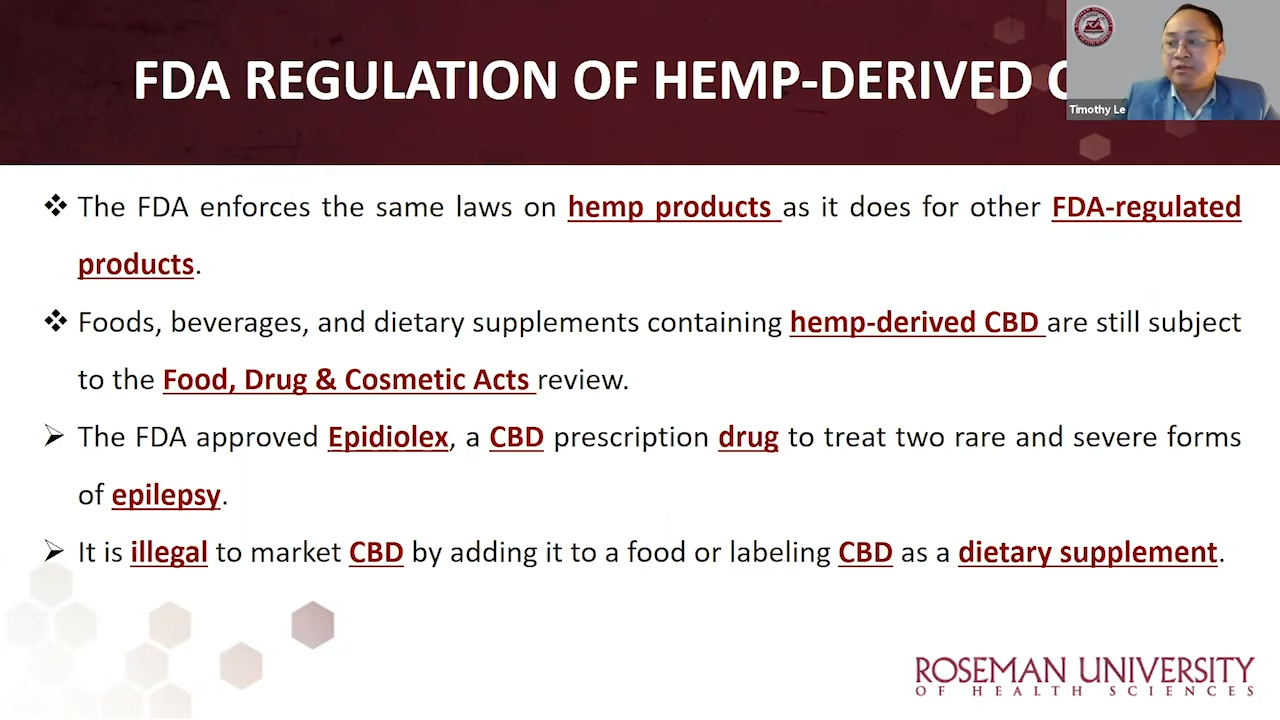 FDA REGULATION OF HEMP-DERIVED
Timothy Le
❖ The FDA enforces the same laws on hemp products as it does for other FDA-regulated
products.
❖ Foods, beverages, and dietary supplements containing hemp-derived CBD are still subject
to the Food, Drug & Cosmetic Acts review.
➢ The FDA approved Epidiolex, a CBD prescription drug to treat two rare and severe forms
of epilepsy.
➢ It is illegal to market CBD by adding it to a food or labeling CBD as a dietary supplement.
ROSEMAN UNIVERSITY
OF HEALTH SCIENCES